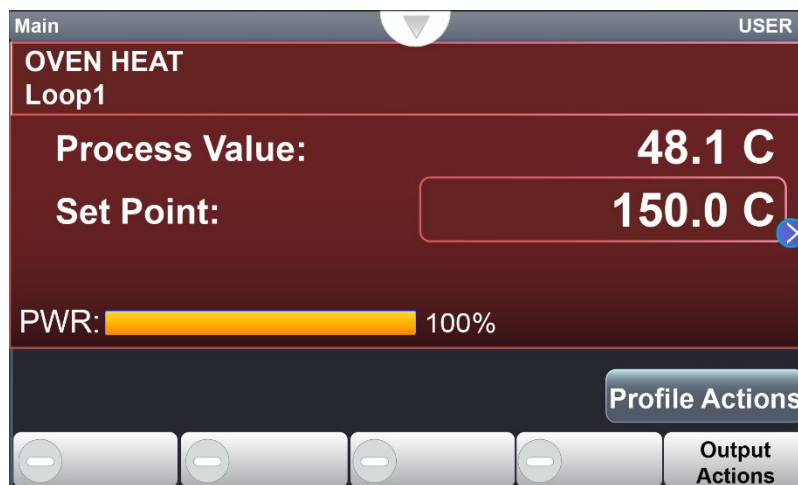 Main USER
OVEN HEAT
Loop1
Process Value: 48.1 C
Set Point: 150.0 C
PWR: 100%
Profile Actions
Output
Actions